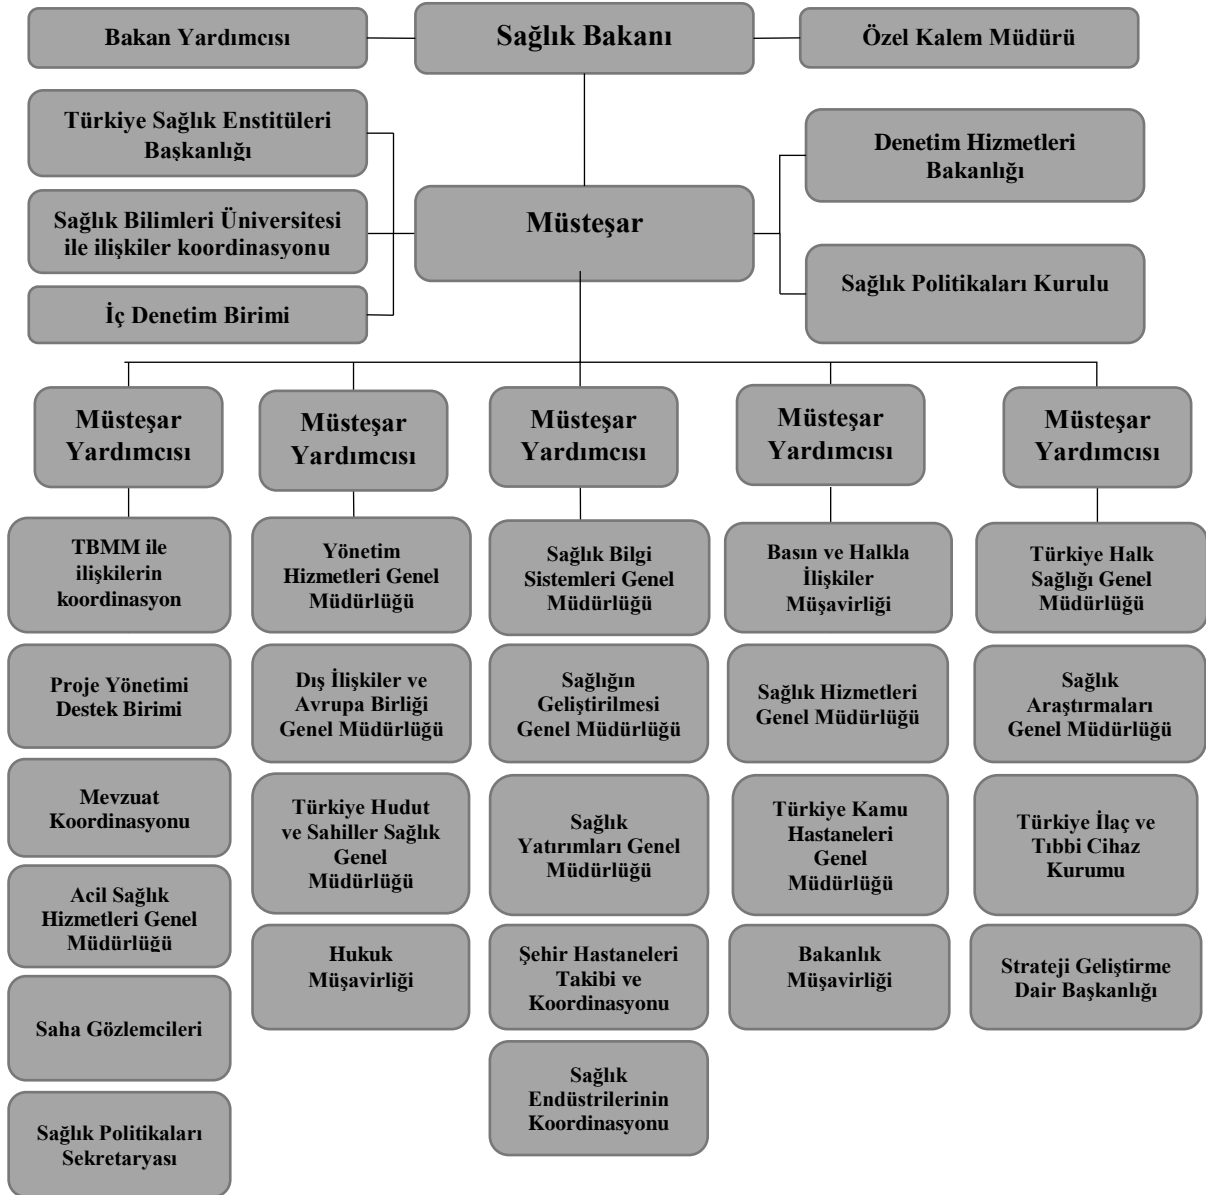 Bakan Yardımcısı
Sağlık Bakanı
Özel Kalem Müdürü
Türkiye Sağlık Enstitüleri
Başkanlığı
Denetim Hizmetleri
Bakanlığı
Sağlık Bilimleri Üniversitesi
ile ilişkiler koordinasyonu
Müsteşar
Sağlık Politikaları Kurulu
İç Denetim Birimi
Müsteşar
Yardımcısı
Müsteşar
Yardımcısı
Müsteşar
Yardımcısı
Müsteşar
Yardımcısı
Müsteşar
Yardımcısı
TBMM ile
ilişkilerin
koordinasyon
Yönetim
Hizmetleri Genel
Müdürlüğü
Sağlık Bilgi
Sistemleri Genel
Müdürlüğü
Basın ve Halkla
İlişkiler
Müşavirliği
Türkiye Halk
Sağlığı Genel
Müdürlüğü
Proje Yönetimi
Destek Birimi
Dış İlişkiler ve
Avrupa Birliği
Genel Müdürlüğü
Sağlığın
Geliştirilmesi
Genel Müdürlüğü
Sağlık Hizmetleri
Genel Müdürlüğü
Sağlık
Araştırmaları
Genel Müdürlüğü
Mevzuat
Koordinasyonu
Türkiye Hudut
ve Sahiller Sağlık
Genel
Müdürlüğü
Sağlık
Yatırımları Genel
Müdürlüğü
Türkiye Kamu
Hastaneleri
Genel
Müdürlüğü
Türkiye İlaç ve
Tıbbi Cihaz
Kurumu
Acil Sağlık
Hizmetleri Genel
Müdürlüğü
Hukuk
Müşavirliği
Şehir Hastaneleri
Takibi ve
Koordinasyonu
Bakanlık
Müşavirliği
Strateji Geliştirme
Dair Başkanlığı
Saha Gözlemcileri
Sağlık
Endüstrilerinin
Koordinasyonu
Sağlık Politikaları
Sekretaryası